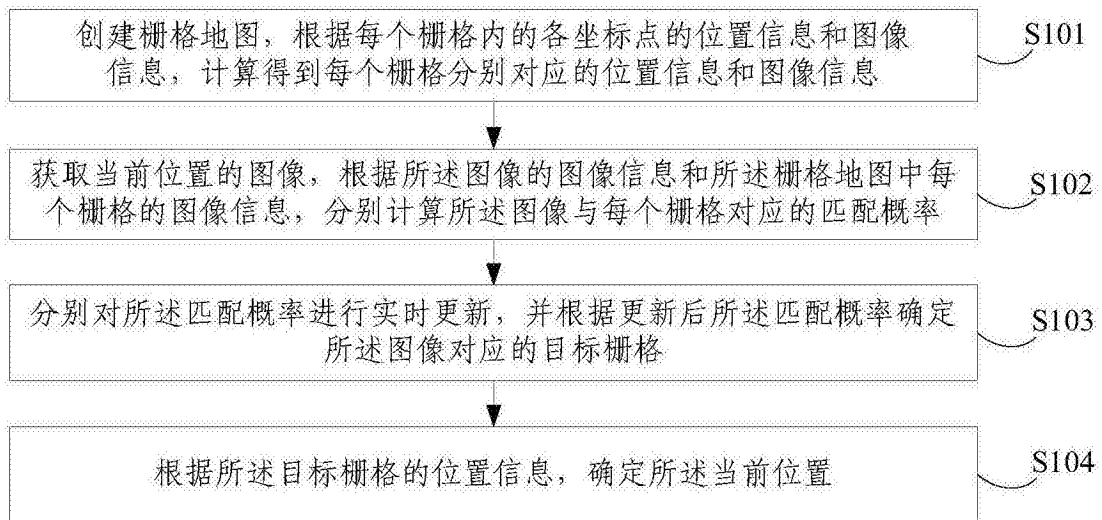 创建栅格地图，根据每个栅格内的各坐标点的位置信息和图像
信息，计算得到每个栅格分别对应的位置信息和图像信息
S101
获取当前位置的图像，根据所述图像的图像信息和所述栅格地图中每
个栅格的图像信息，分别计算所述图像与每个栅格对应的匹配概率
S102
分别对所述匹配概率进行实时更新，并根据更新后所述匹配概率确定
所述图像对应的目标栅格
S103
根据所述目标栅格的位置信息，确定所述当前位置
S104